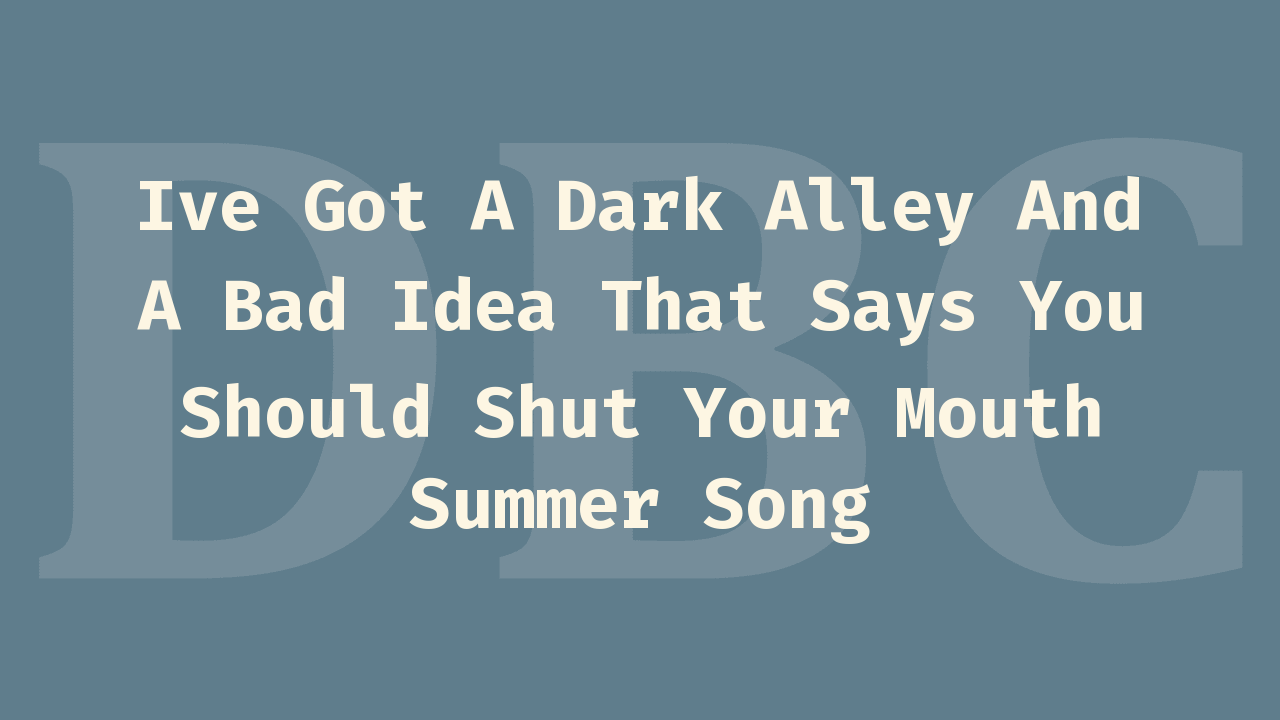 DBC
Ive Got A Dark Alley And
A Bad Idea That Says You
Should Shut Your Mouth
Summer Song